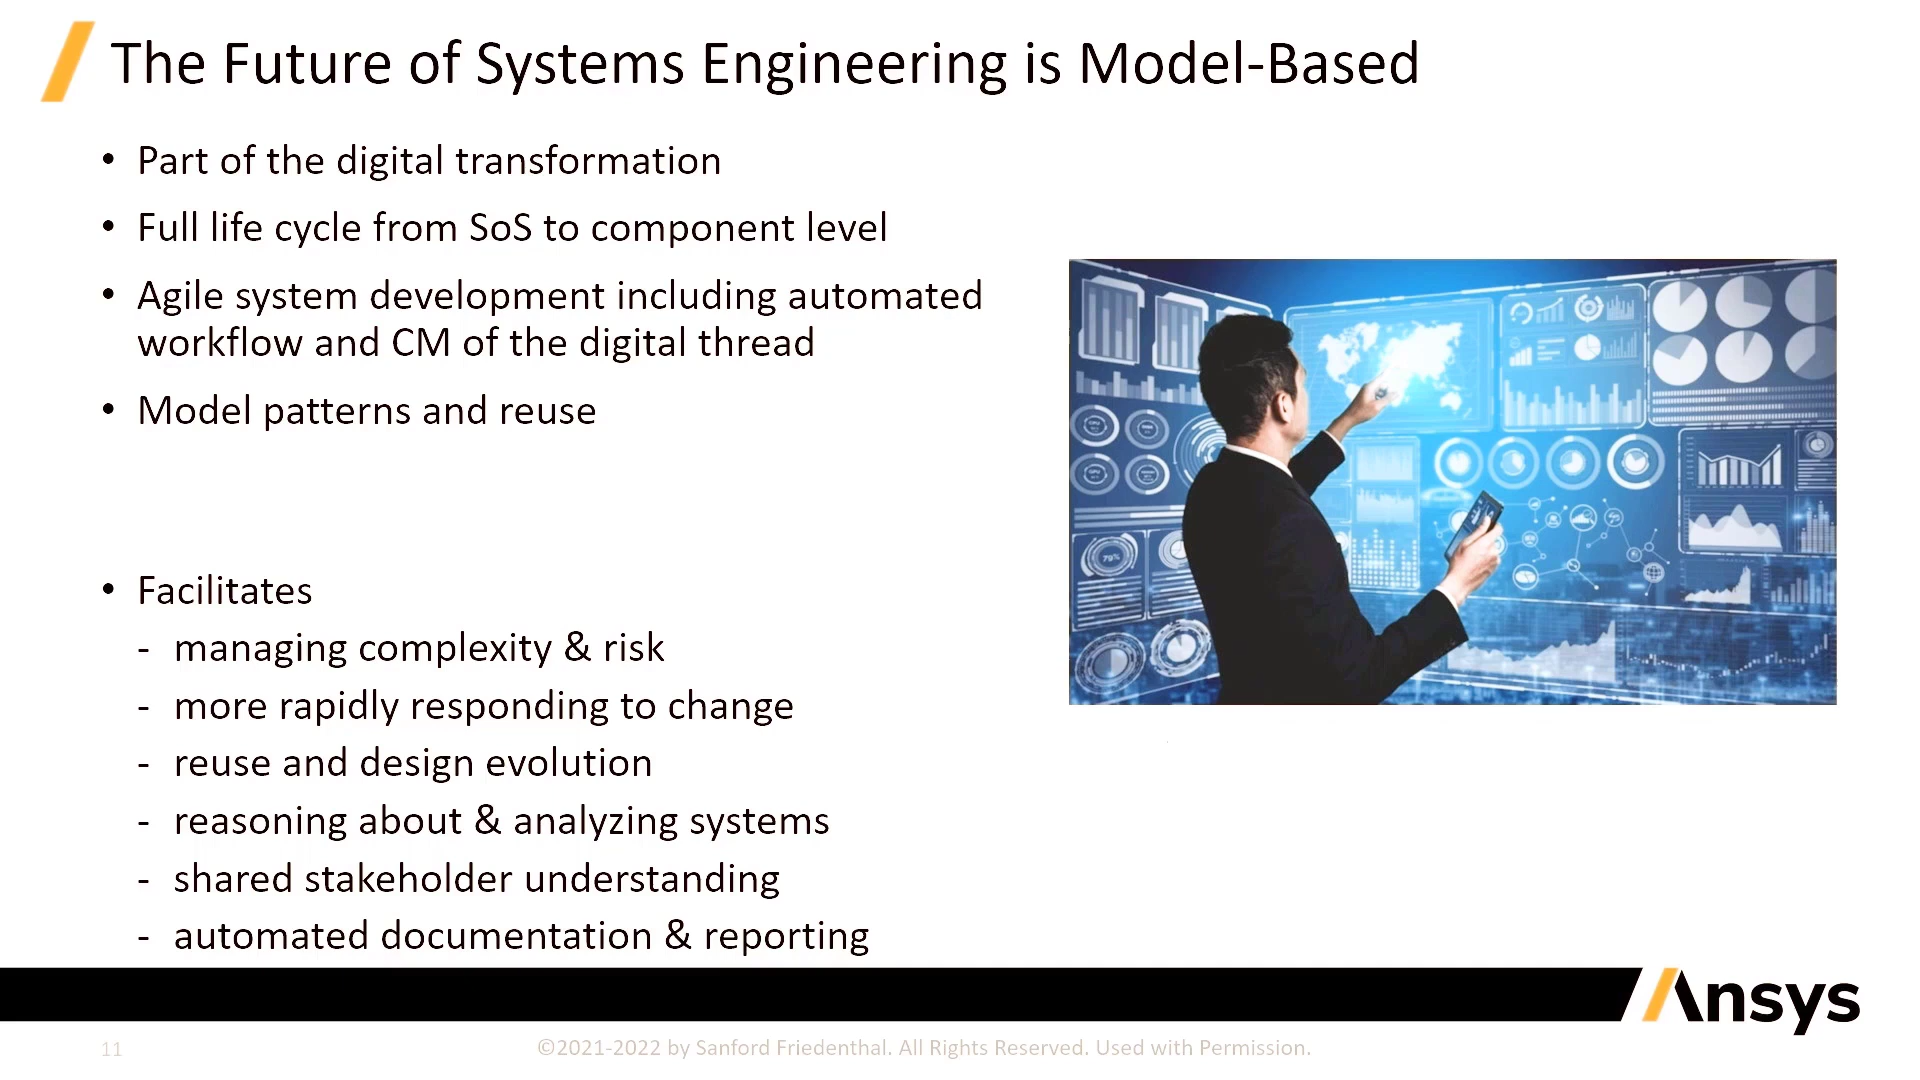 The Future of Systems Engineering is Model-Based
• Part of the digital transformation
• Full life cycle from SoS to component level
• Agile system development including automated
workflow and CM of the digital thread
• Model patterns and reuse
79%
• Facilitates
- managing complexity & risk
- more rapidly responding to change
- reuse and design evolution
- reasoning about & analyzing systems
- shared stakeholder understanding
- automated documentation & reporting
Ansys
11
©2021-2022 by Sanford Friedenthal. All Rights Reserved. Used with Permission.